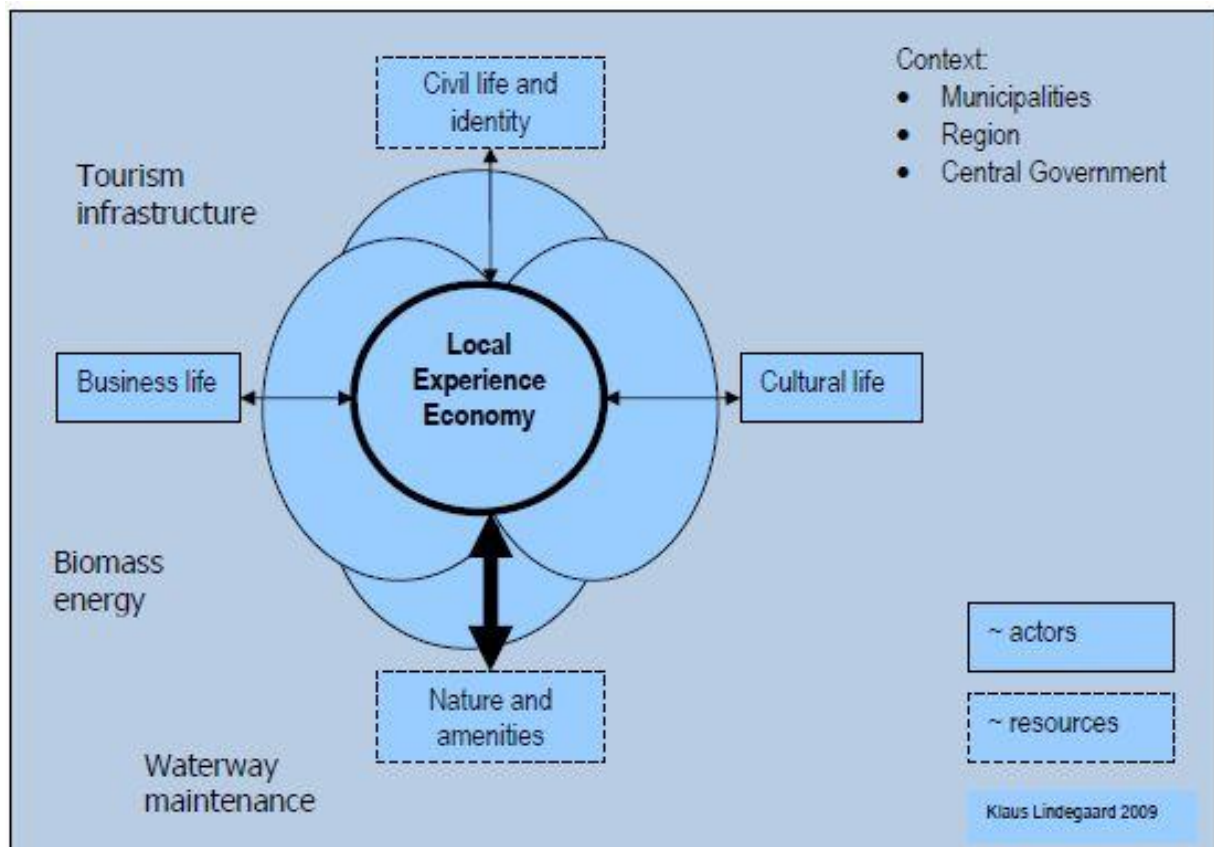 Civil life and
identity
Context:
• Municipalities
• Region
• Central Government
Tourism
infrastructure
Local
Experience
Economy
Business life
Cultural life
Biomass
energy
~ actors
Nature and
amenities
~ resources
Waterway
maintenance
Klaus Lindegaard 2009